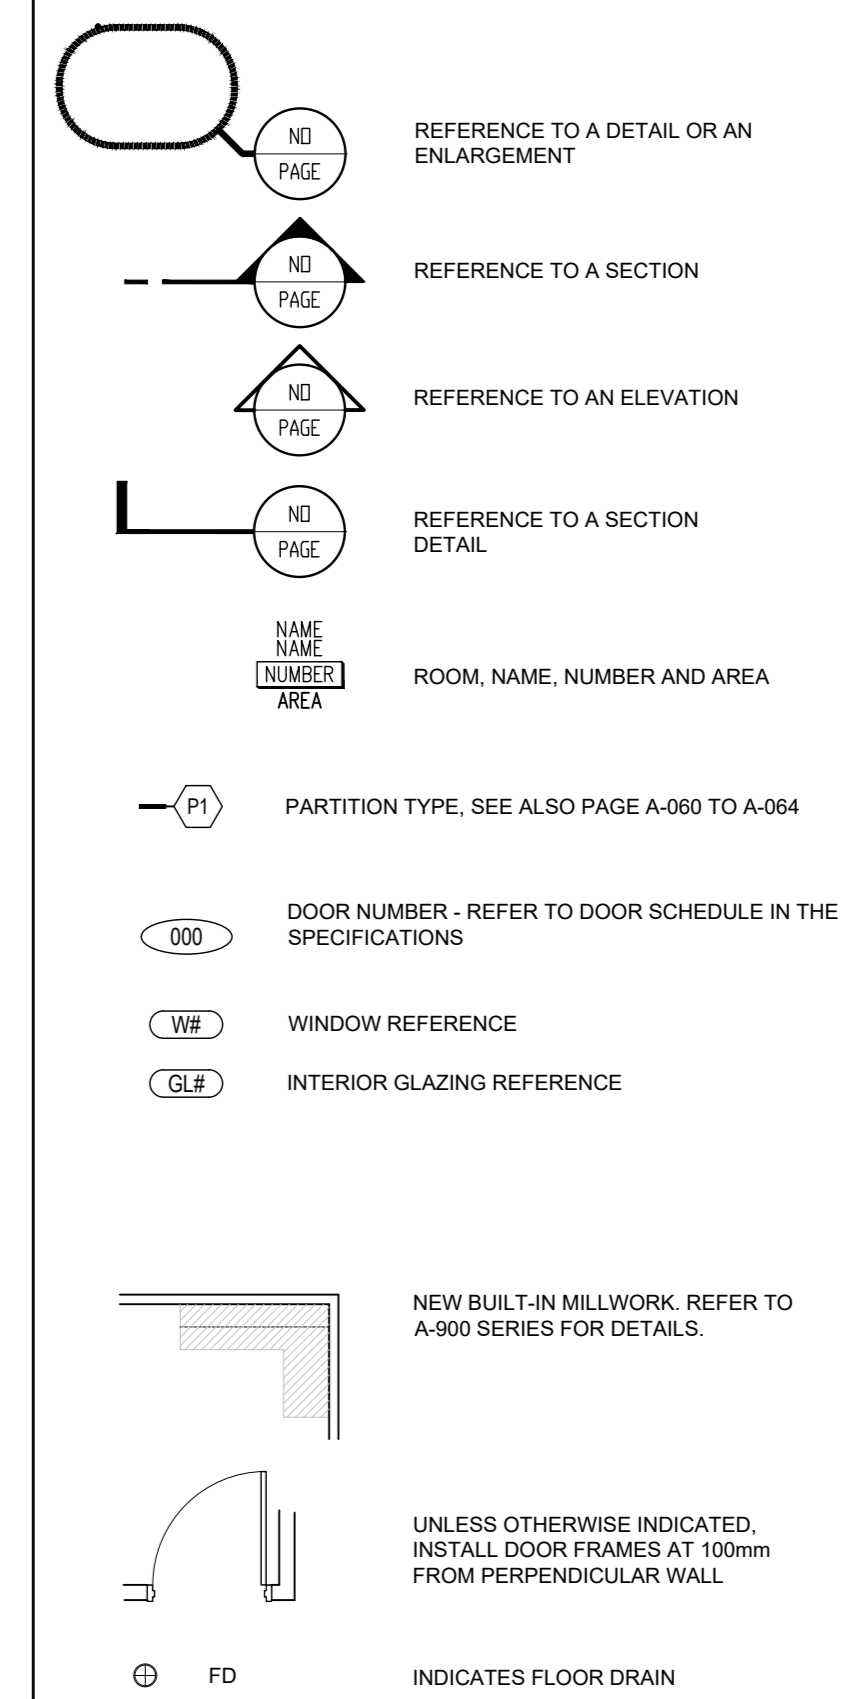 NO
PAGE
REFERENCE TO A DETAIL OR AN
ENLARGEMENT
NO
PAGE
REFERENCE TO A SECTION
NO
PAGE
REFERENCE TO AN ELEVATION
NO
PAGE
REFERENCE TO A SECTION
DETAIL
NAME
NAME
NUMBER
AREA
ROOM, NAME, NUMBER AND AREA
P1
PARTITION TYPE, SEE ALSO PAGE A-060 TO A-064
000
DOOR NUMBER - REFER TO DOOR SCHEDULE IN THE
SPECIFICATIONS
W#
WINDOW REFERENCE
GL#
INTERIOR GLAZING REFERENCE
NEW BUILT-IN MILLWORK. REFER TO
A-900 SERIES FOR DETAILS.
UNLESS OTHERWISE INDICATED,
INSTALL DOOR FRAMES AT 100mm
FROM PERPENDICULAR WALL
FD
INDICATES FLOOR DRAIN